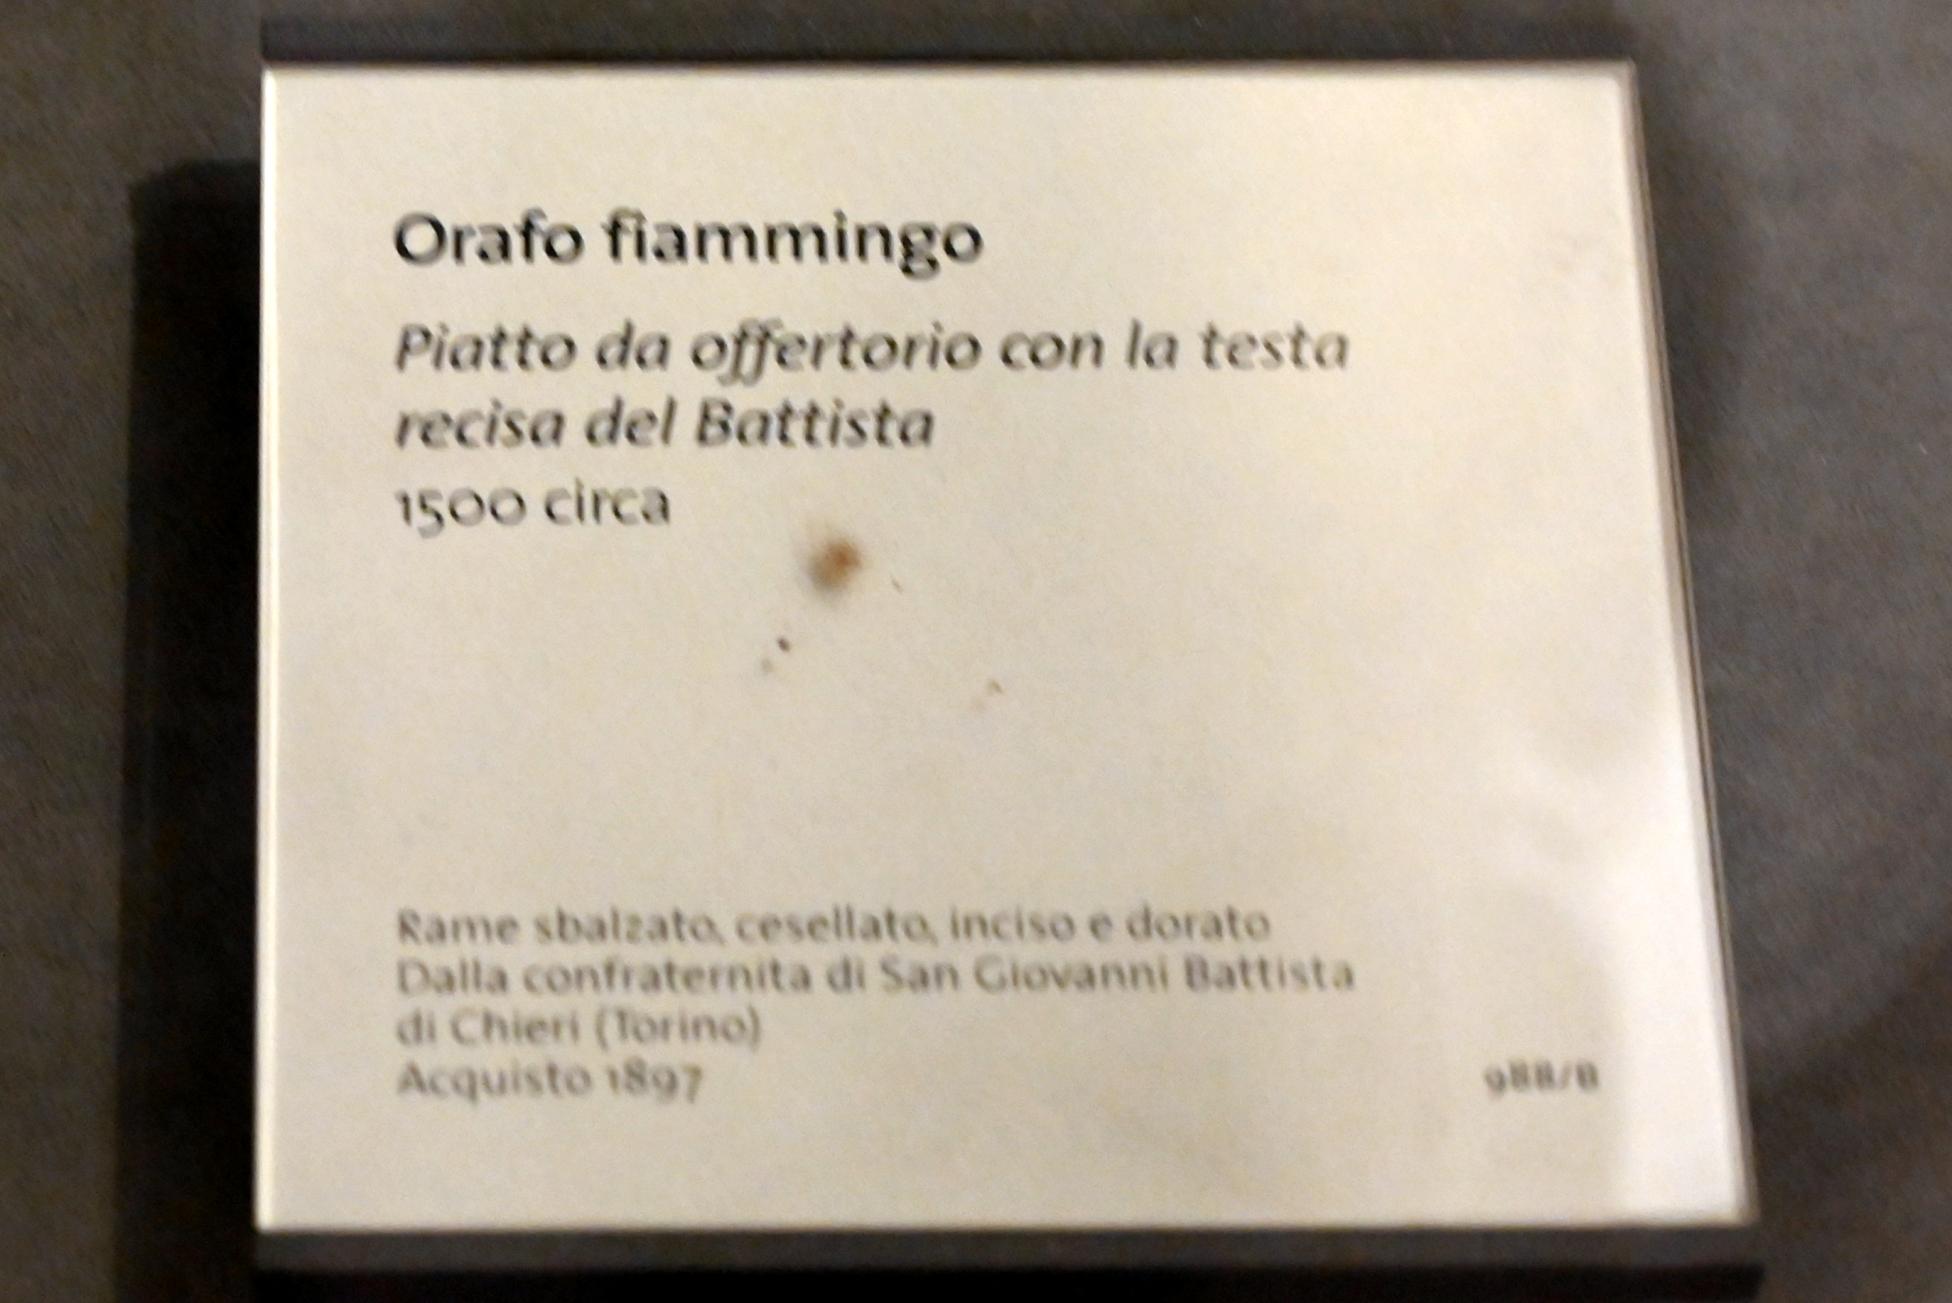 Orafo fiammingo
Piatto da offertorio con la testa
recisa del Battista
1500 circa
Rame sbalzato, cesellato, inciso e dorato
Dalla confraternita di San Giovanni Battista
di Chieri (Torino)
Acquisto 1897
988/B